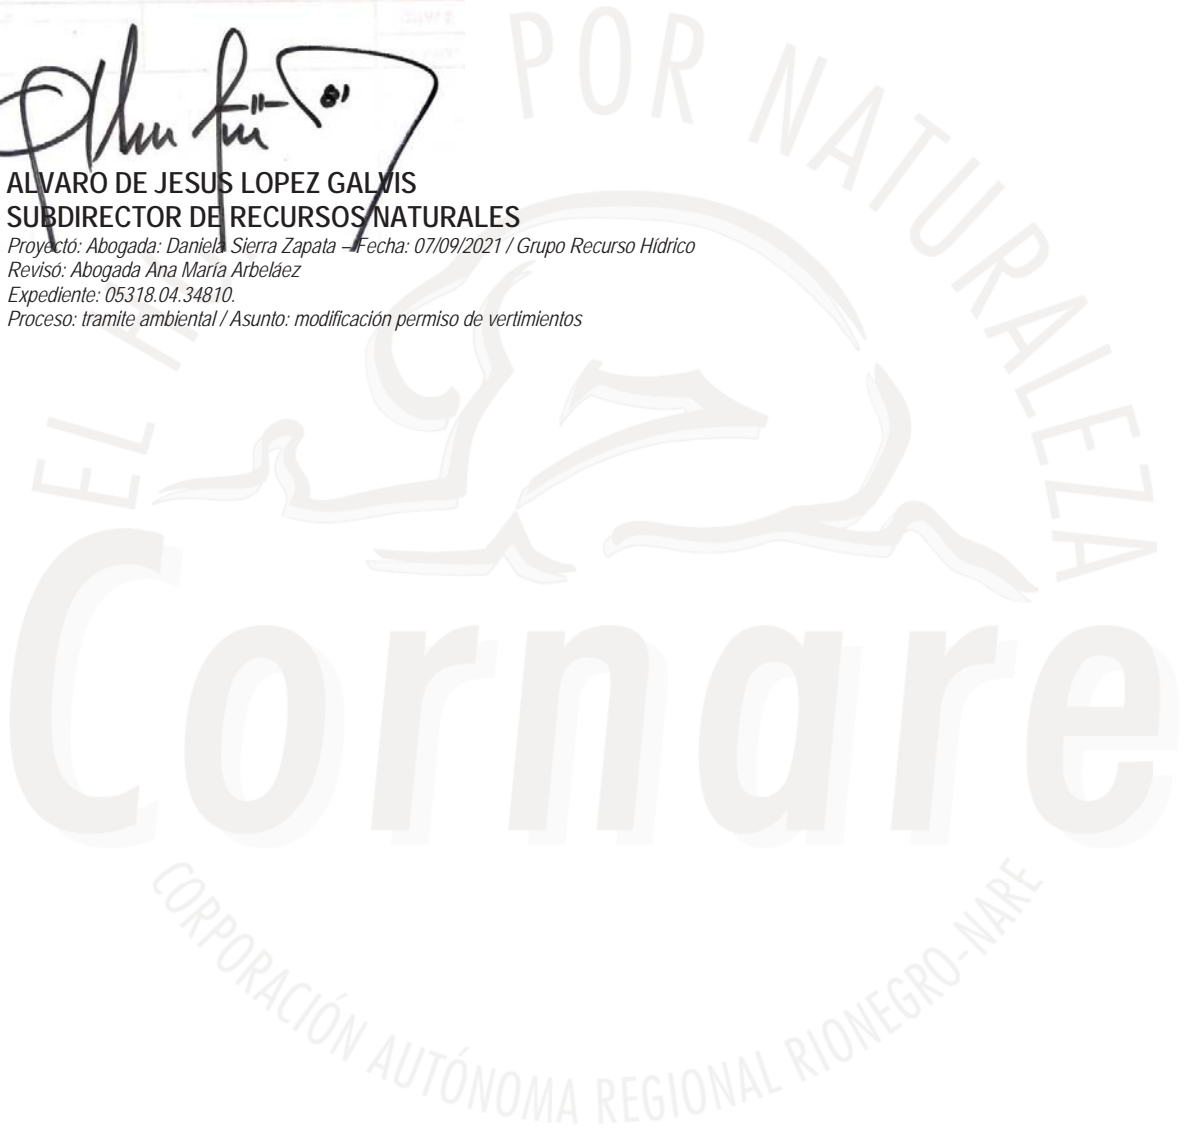 ALVARO DE JESUS LOPEZ GALVIS
SUBDIRECTOR DE RECURSOS NATURALES
Proyectó: Abogada: Daniela Sierra Zapata – Fecha: 07/09/2021 / Grupo Recurso Hídrico
Revisó: Abogada Ana María Arbeláez
Expediente: 05318.04.34810.
Proceso: tramite ambiental / Asunto: modificación permiso de vertimientos
POR NATURALEZA
EL
Cornare
CORPORACIÓN AUTÓNOMA REGIONAL RIONEGRO-NARE